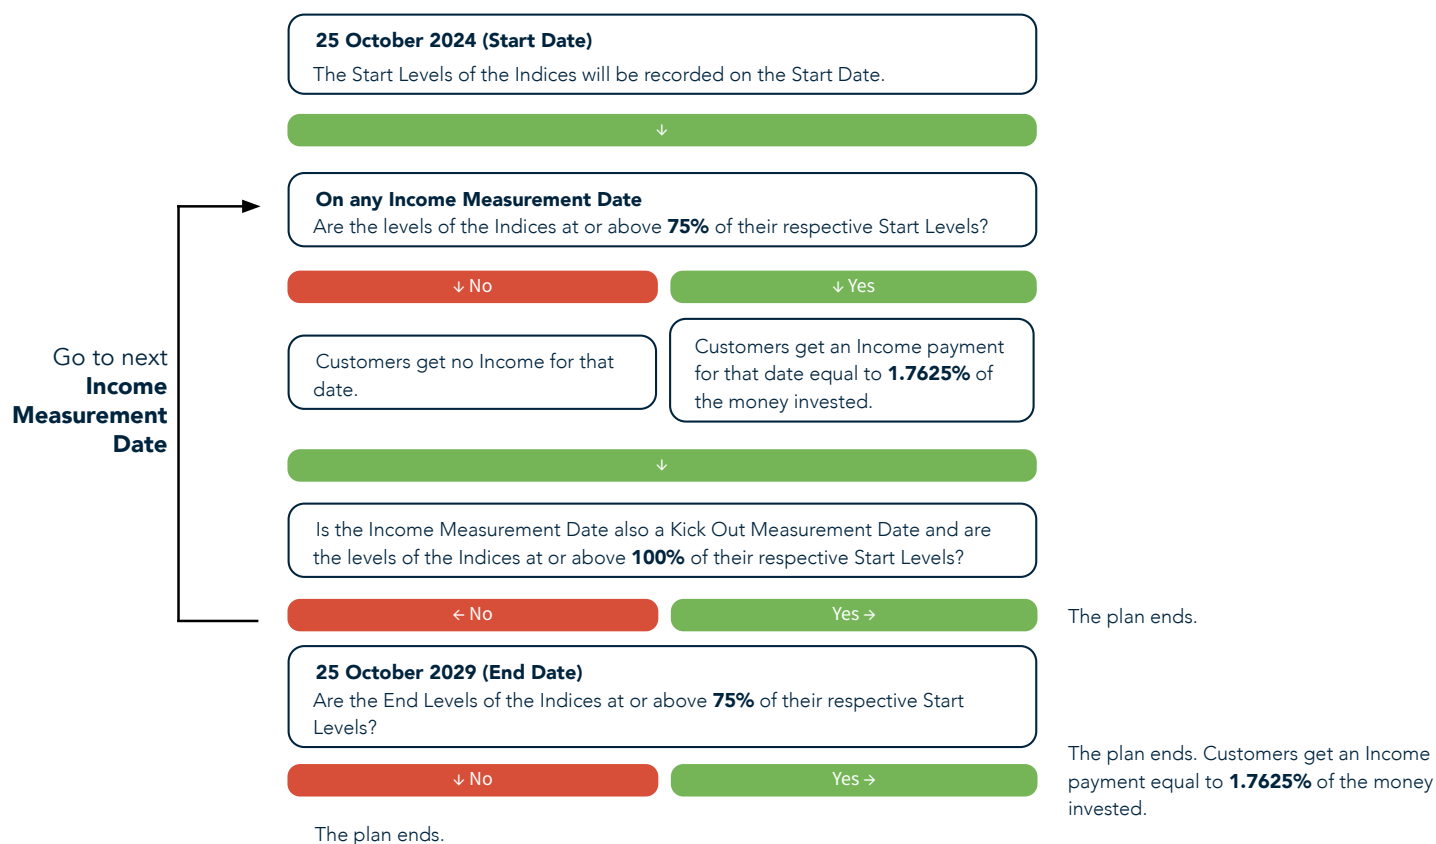 25 October 2024 (Start Date)
The Start Levels of the Indices will be recorded on the Start Date.
↓
On any Income Measurement Date
Are the levels of the Indices at or above 75% of their respective Start Levels?
↓ No
↓ Yes
Customers get no Income for that
date.
Customers get an Income payment
for that date equal to 1.7625% of
the money invested.
Go to next
Income
Measurement
Date
↓
Is the Income Measurement Date also a Kick Out Measurement Date and are
the levels of the Indices at or above 100% of their respective Start Levels?
← No
Yes →
The plan ends.
25 October 2029 (End Date)
Are the End Levels of the Indices at or above 75% of their respective Start
Levels?
↓ No
Yes →
The plan ends. Customers get an Income
payment equal to 1.7625% of the money
invested.
The plan ends.